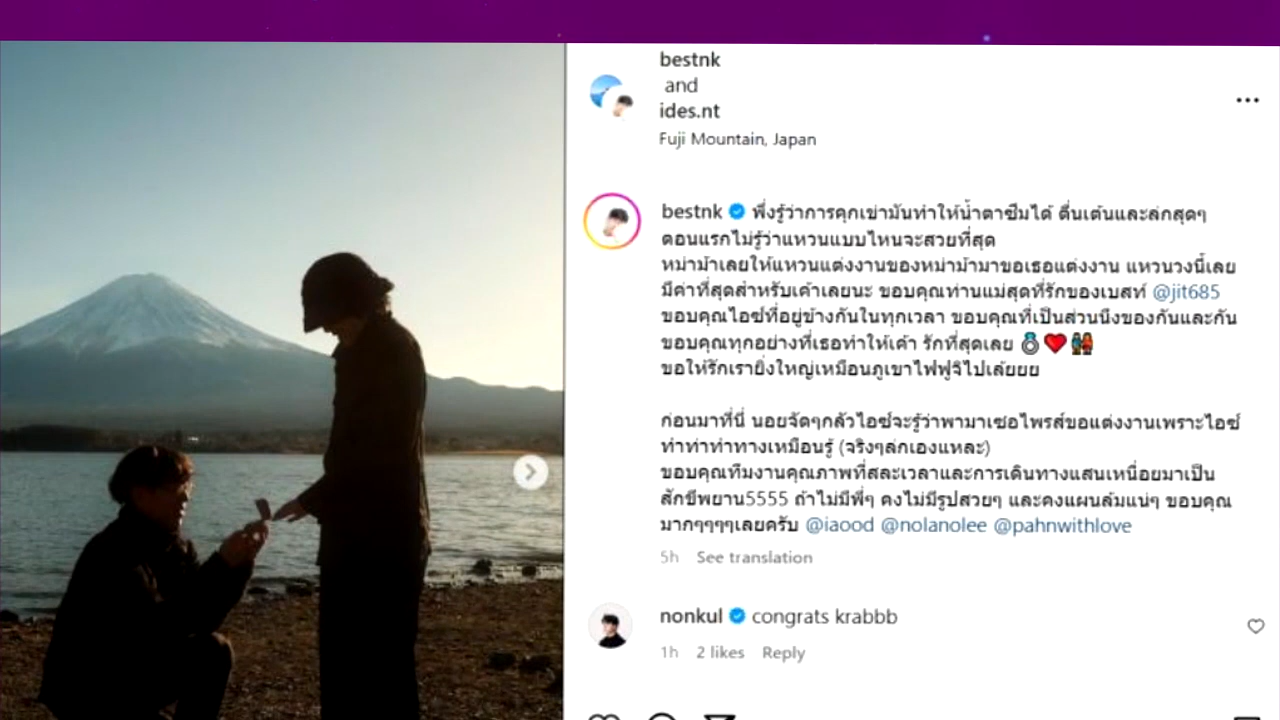 bestnk
and
ides.nt
Fuji Mountain, Japan
bestnk พึ่งรู้ว่าการคุกเข่ามันทำให้น้ำตาซึมได้ ตื่นเต้นและล่กสุดๆ
ตอนแรกไม่รู้ว่าแหวนแบบไหนจะสวยที่สุด
หม่าม้าเลยให้แหวนแต่งงานของหม่าม้ามาขอเธอแต่งงาน แหวนวงนี้เลย
มีค่าที่สุดสำหรับเค้าเลยนะ ขอบคุณท่านแม่สุดที่รักของเบสท์ @jit685
ขอบคุณไอซ์ที่อยู่ข้างกันในทุกเวลา ขอบคุณที่เป็นส่วนนึงของกันและกัน
ขอบคุณทุกอย่างที่เธอทำให้เค้า รักที่สุดเลย 💍❤️👫
ขอให้รักเรายิ่งใหญ่เหมือนภูเขาไฟฟูจิไปเล้ยยยย
ก่อนมาที่นี่ นอยจัดๆกลัวไอซ์จะรู้ว่าพามาเซอไพรส์ขอแต่งงานเพราะไอซ์
ทำท่าทำทางเหมือนรู้ (จริงๆล่กเองแหละ)
ขอบคุณทีมงานคุณภาพที่สละเวลาและการเดินทางแสนเหนื่อยมาเป็น
สักขีพยาน5555 ถ้าไม่มีพี่ๆ คงไม่มีรูปสวยๆ และคงแผนล้มแน่ๆ ขอบคุณ
มากๆๆๆๆเลยครับ @iaood @nolanolee @pahnwithlove
5h See translation
nonkul congrats krabbb
1h 2 likes Reply